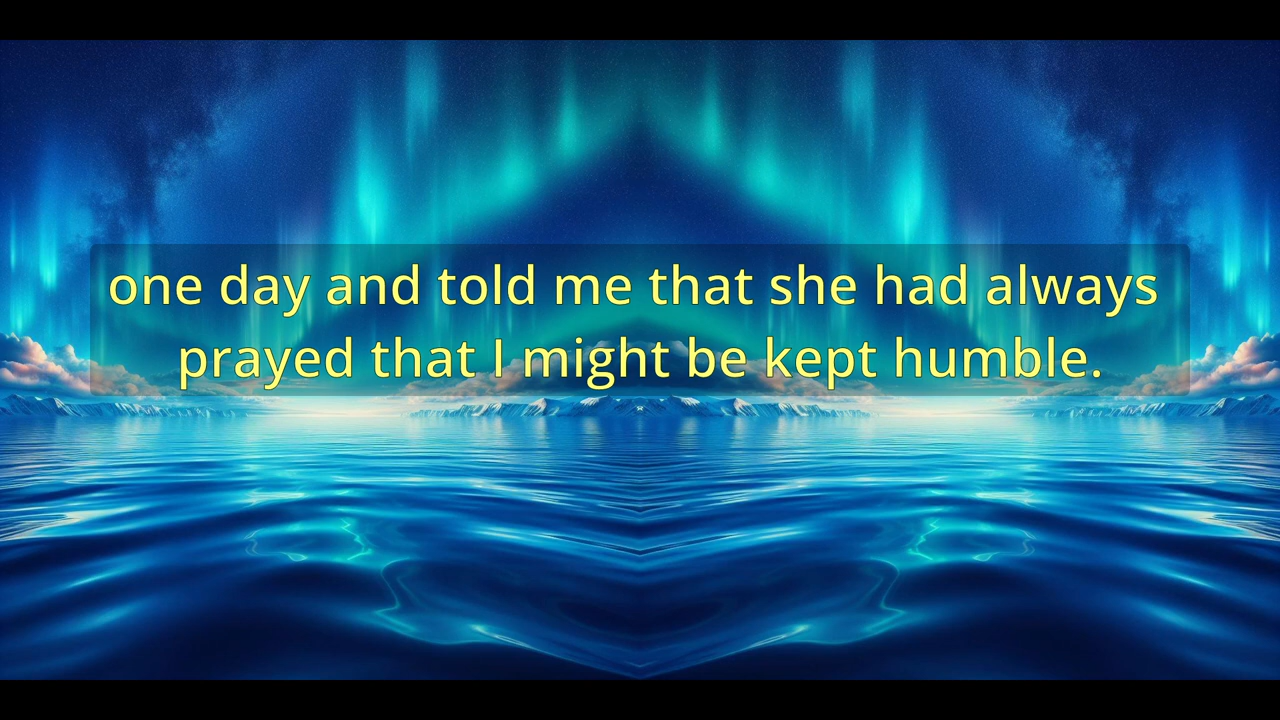 one day and told me that she had always
prayed that I might be kept humble.